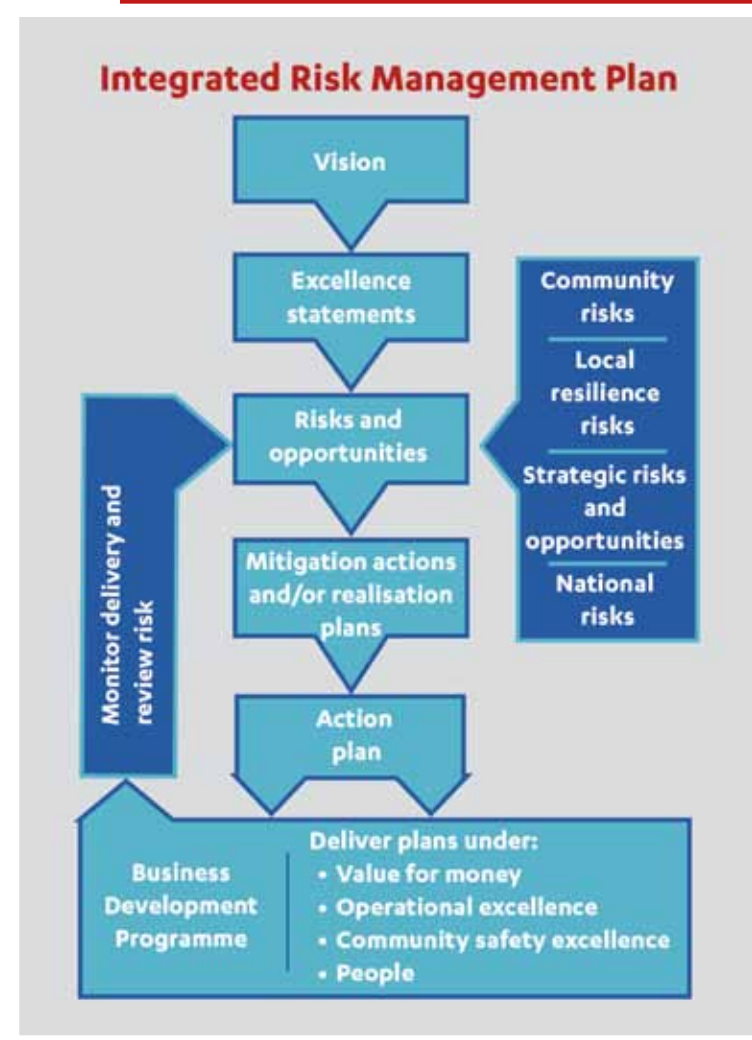 Integrated Risk Management Plan
Vision
Excellence
statements
Risks and
opportunities
Mitigation actions
and/or realisation
plans
Action
plan
Community
risks
Local
resilience
risks
Strategic risks
and
opportunities
National
risks
Monitor delivery and
review risk
Business
Development
Programme
Deliver plans under:
• Value for money
• Operational excellence
• Community safety excellence
• People